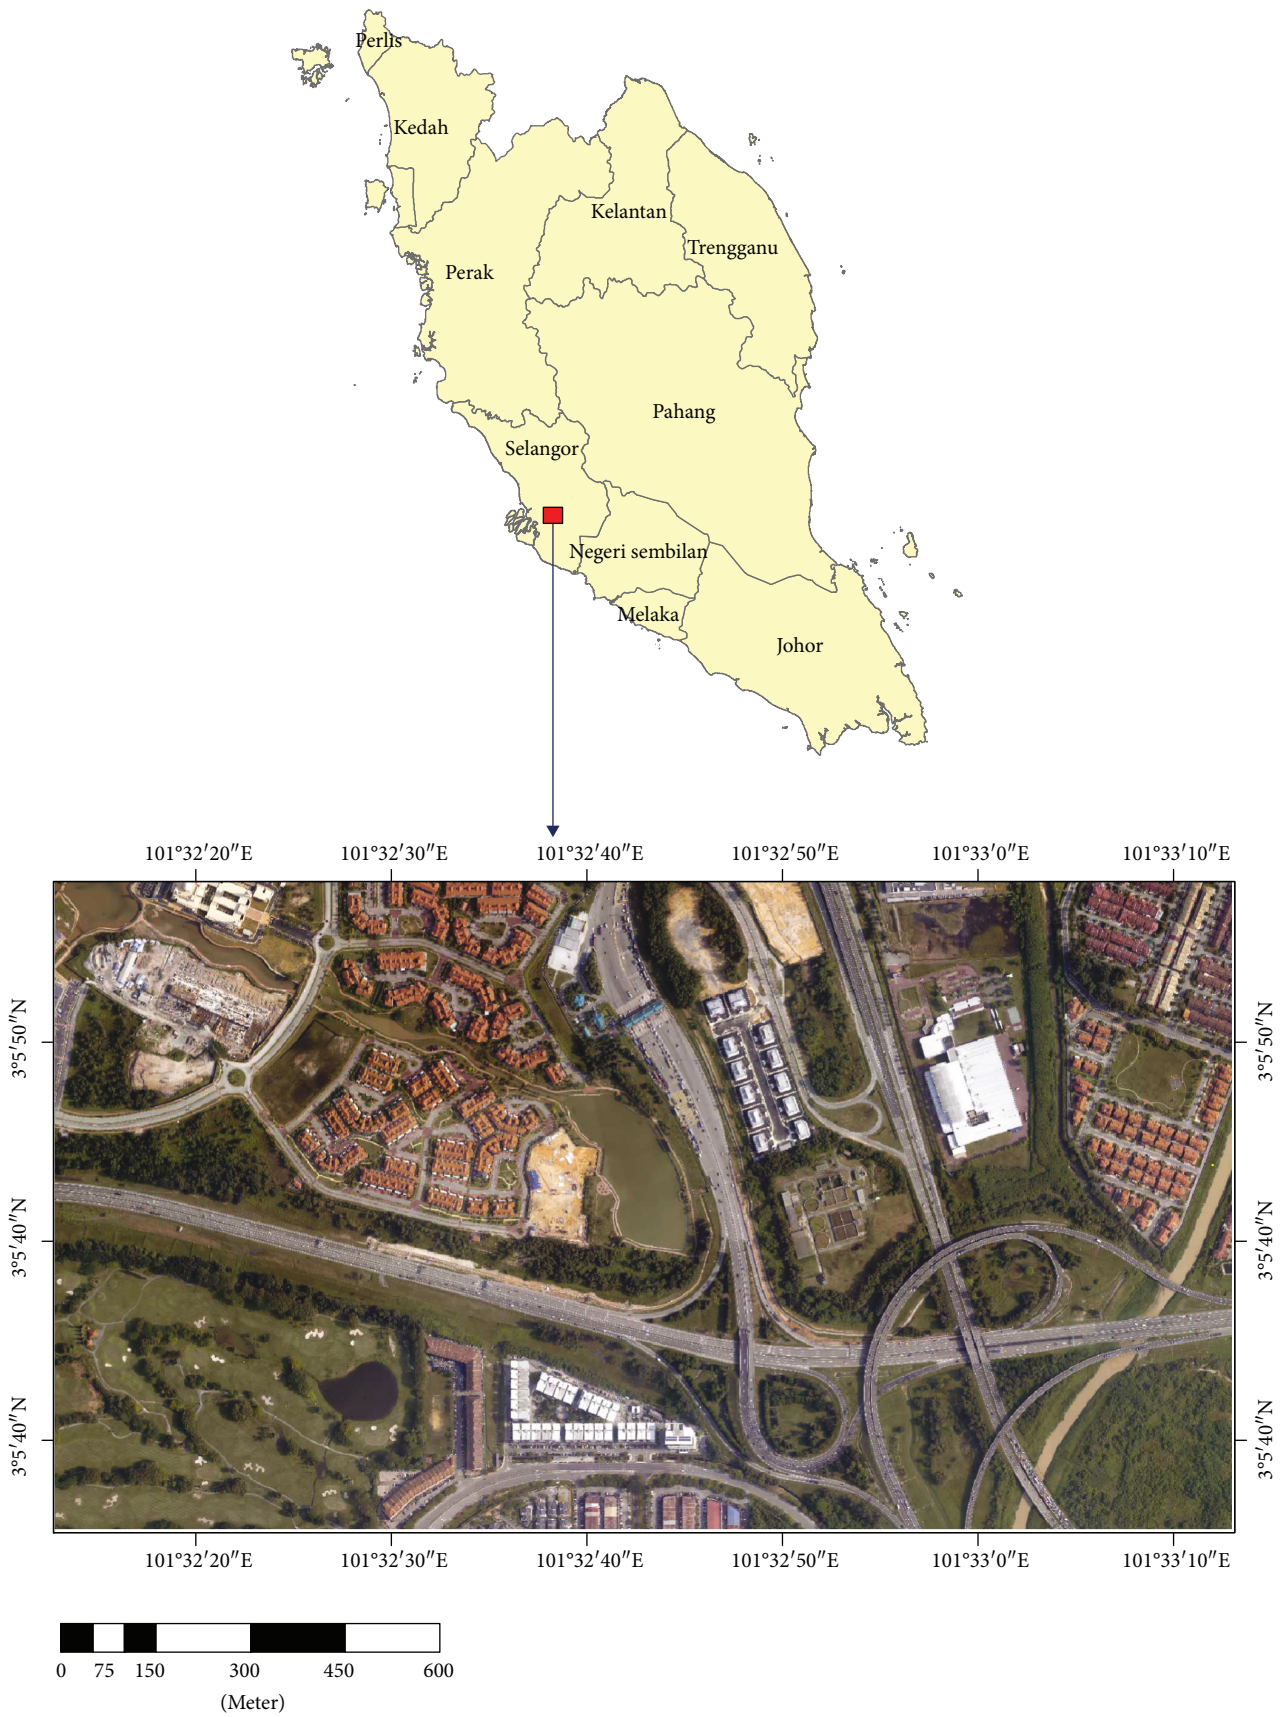 Perlis
Kedah
Kelantan
Trengganu
Perak
Pahang
Selangor
Negeri sembilan
Melaka
Johor
101°32′20″E 101°32′30″E 101°32′40″E 101°32′50″E 101°33′0″E 101°33′10″E
3°5′50″N 3°5′50″N
3°5′40″N 3°5′40″N
3°5′40″N 3°5′40″N
101°32′20″E 101°32′30″E 101°32′40″E 101°32′50″E 101°33′0″E 101°33′10″E
0 75 150 300 450 600
(Meter)